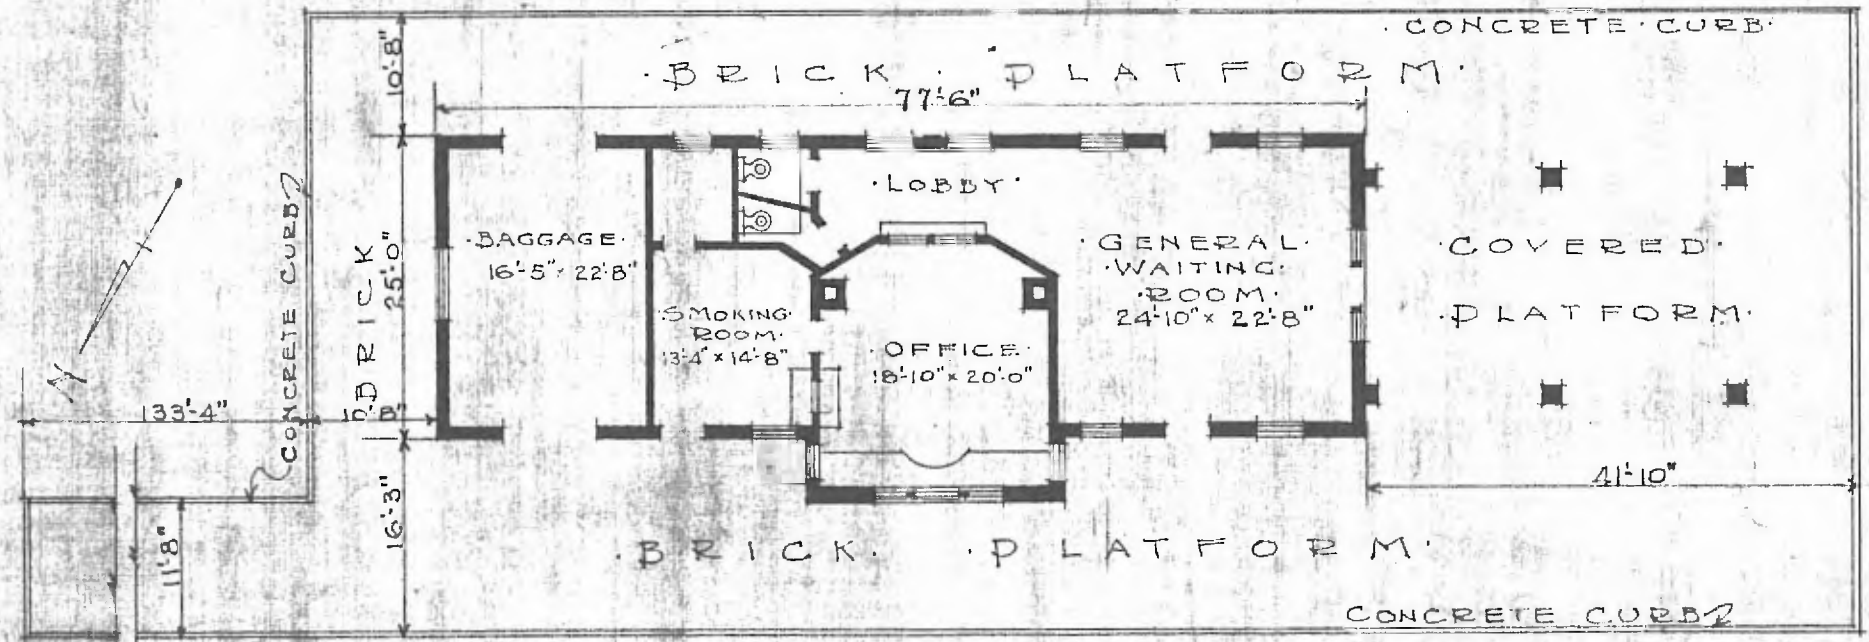 ·CONCRETE·CURB·
10'-8"
·BRICK· PLATFORM·
77'-6"
CONCRETE CURB
BRICK
25'-0"
·LOBBY·
·BAGGAGE·
16'-5" × 22'8"
·GENERAL·
·WAITING·
·ROOM·
24'-10" × 22'8"
·COVERED·
·PLATFORM·
·SMOKING·
ROOM·
13'-4" × 14'-8"
·OFFICE·
18'-10" × 20'-0"
N
133'-4"
10'-8"
41'-10"
16'-3"
11'-8"
·BRICK· ·PLATFORM·
CONCRETE CURB